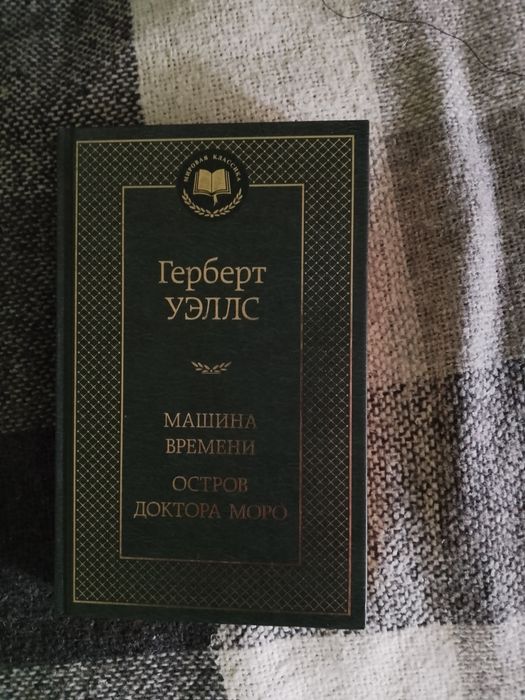 МИРОВАЯ КЛАССИКА
Герберт
УЭЛЛС
МАШИНА
ВРЕМЕНИ
ОСТРОВ
ДОКТОРА МОРО